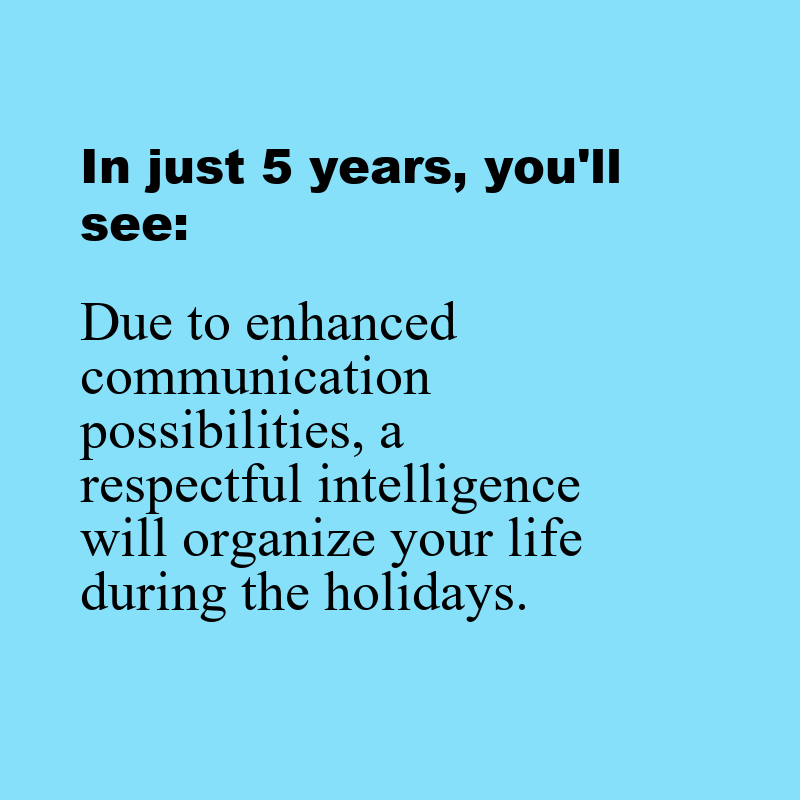 In just 5 years, you'll
see:
Due to enhanced
communication
possibilities, a
respectful intelligence
will organize your life
during the holidays.